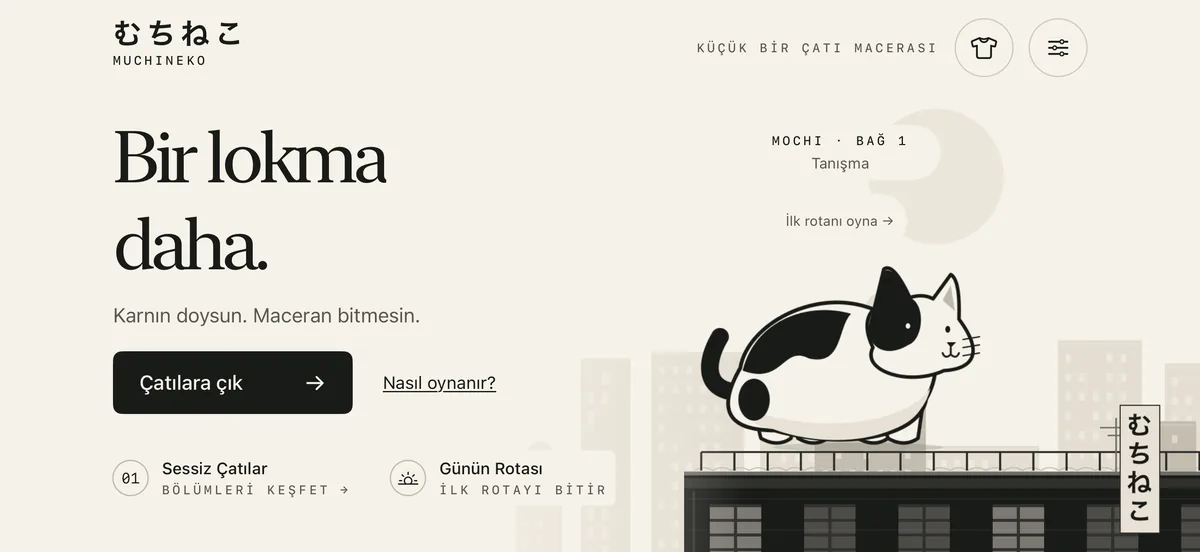 むちねこ
MUCHINEKO
KÜÇÜK BİR ÇATI MACERASI
MOCHI · BAĞ 1
Tanışma
İlk rotanı oyna →
Bir lokma
daha.
Karnın doysun. Maceran bitmesin.
Çatılara çık →
Nasıl oynanır?
01
Sessiz Çatılar
BÖLÜMLERİ KEŞFET →
Günün Rotası
İLK ROTAYI BİTİR
むちねこ